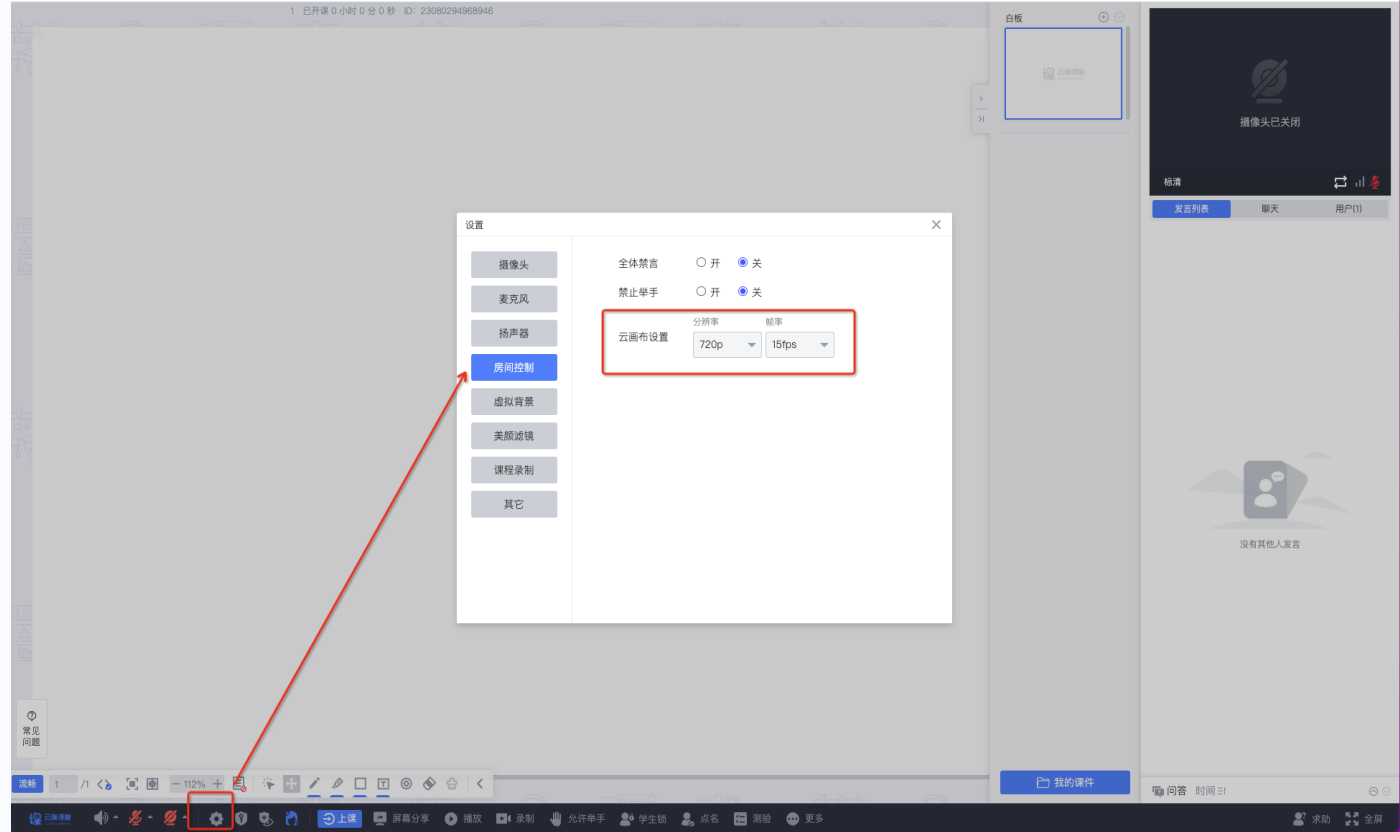 1 已开课 0 小时 0 分 0 秒 ID: 23080294968946
白板
摄像头已关闭
标清
发言列表 聊天 用户(1)
没有其他人发言
设置
摄像头
麦克风
扬声器
房间控制
虚拟背景
美颜滤镜
课程录制
其它
全体禁言 开 关
禁止举手 开 关
分辨率 帧率
云画布设置 720p 15fps
常见
问题
流畅 1 /1 112%
我的课件
问答 时间
上课 屏幕分享 播放 录制 允许举手 学生锁 点名 测验 更多 求助 全屏